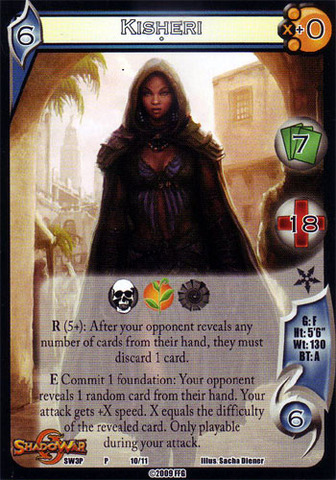 Kisheri
6
X+0
7
+18
G: F
Ht: 5'6"
Wt: 130
BT: A
R (5+): After your opponent reveals any
number of cards from their hand, they must
discard 1 card.
E Commit 1 foundation: Your opponent
reveals 1 random card from their hand. Your
attack gets +X speed. X equals the difficulty
of the revealed card. Only playable
during your attack.
6
ShadoWar
SW3P P 10/11 Illus. Sacha Diener
©2009 FFG